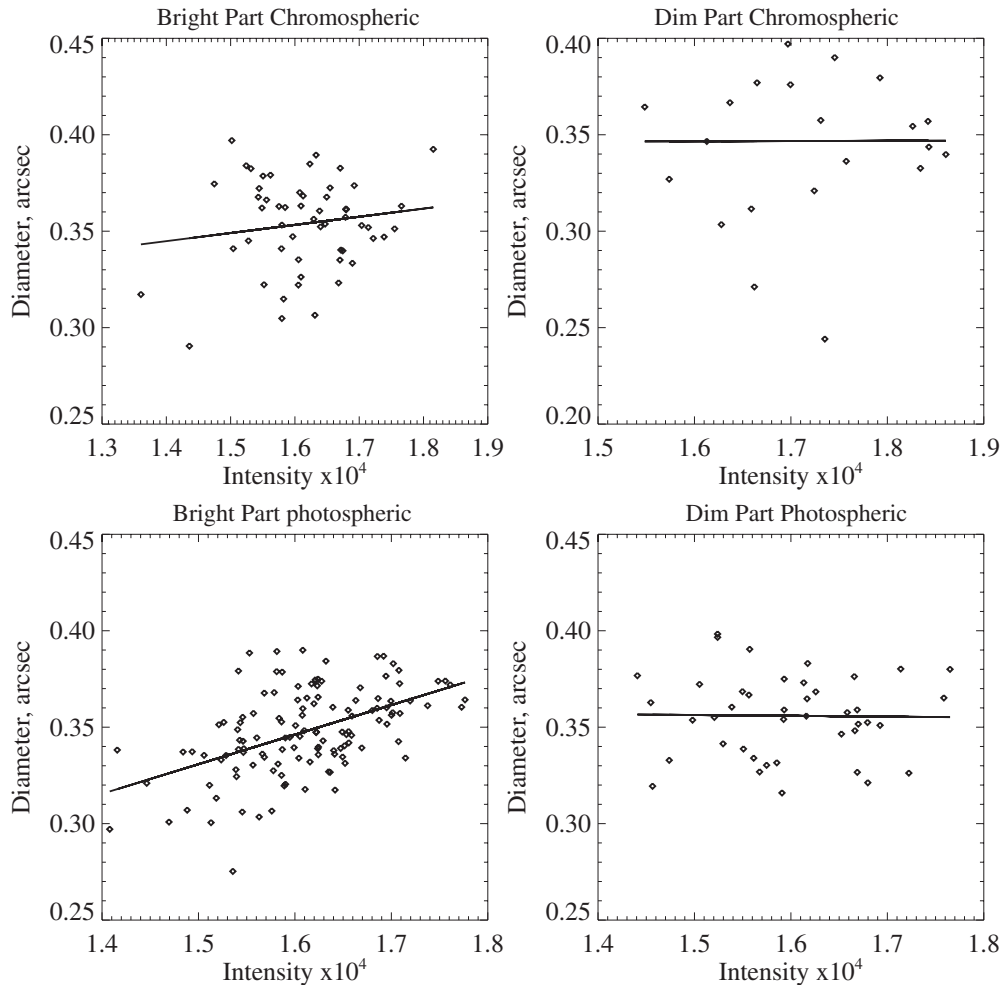 Bright Part Chromospheric
Dim Part Chromospheric
0.45
0.40
0.35
0.30
0.25
Diameter, arcsec
1.3 1.4 1.5 1.6 1.7 1.8 1.9
Intensity x10⁴
0.40
0.35
0.30
0.25
0.20
Diameter, arcsec
1.5 1.6 1.7 1.8 1.9
Intensity x10⁴
Bright Part photospheric
Dim Part Photospheric
0.45
0.40
0.35
0.30
0.25
Diameter, arcsec
1.4 1.5 1.6 1.7 1.8
Intensity x10⁴
0.45
0.40
0.35
0.30
0.25
Diameter, arcsec
1.4 1.5 1.6 1.7 1.8
Intensity x10⁴